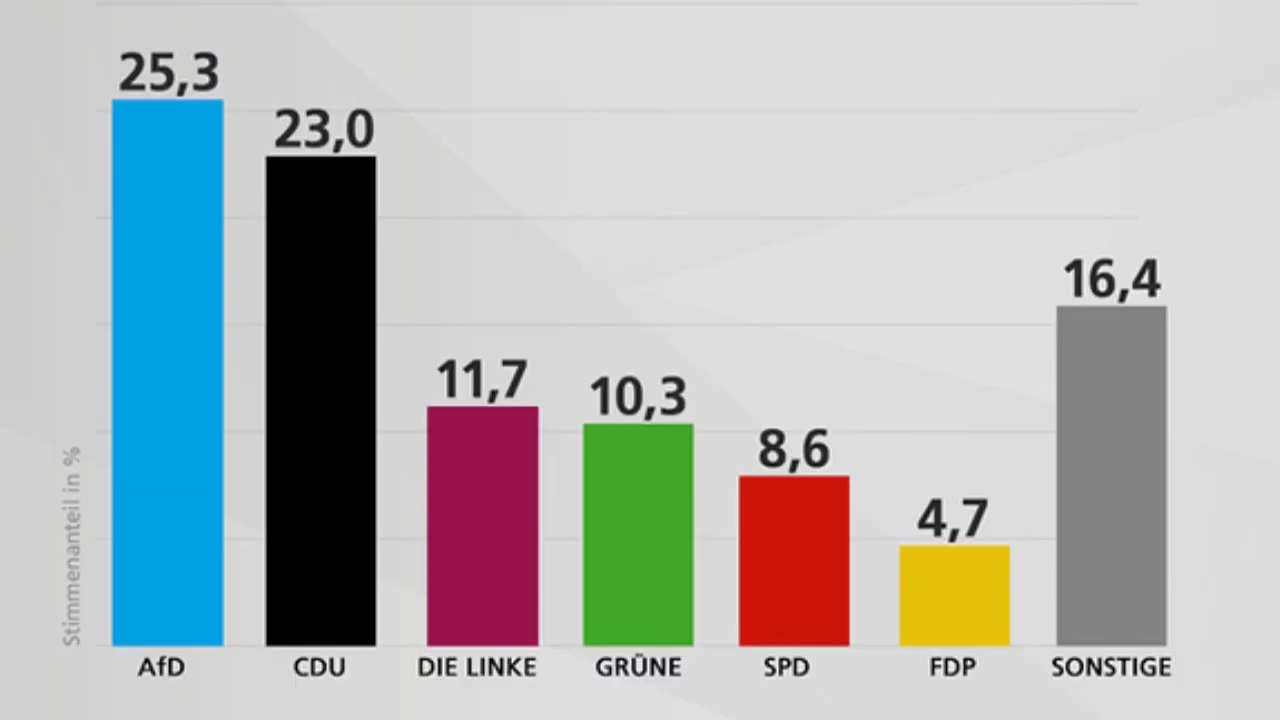 25,3
23,0
11,7
10,3
8,6
4,7
16,4
Stimmenanteil in %
AfD
CDU
DIE LINKE
GRÜNE
SPD
FDP
SONSTIGE